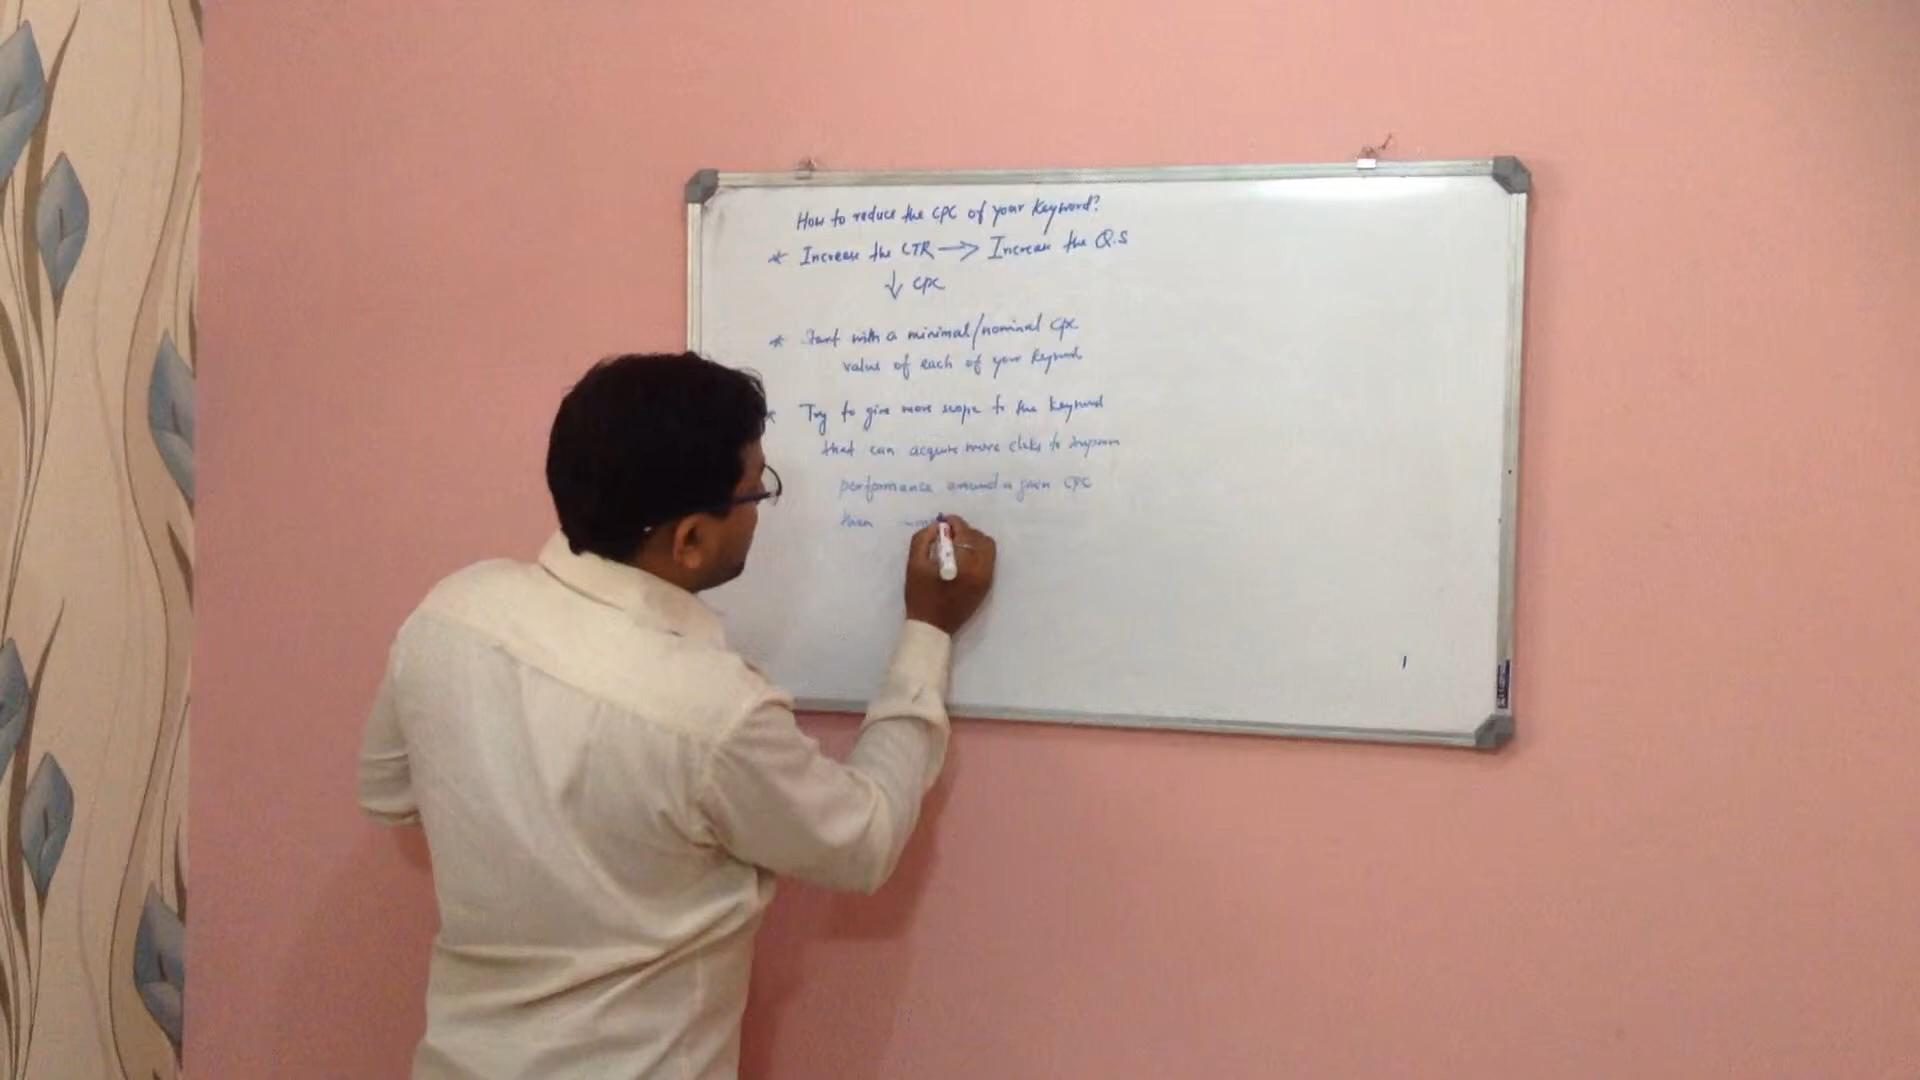 How to reduce the CPC of your keyword?
* Increase the CTR → Increase the Q.S
↓ CPC
* Start with a minimal/nominal CPC
value of each of your keyword
* Try to give more scope to the keyword
that can acquire more clicks to
performance around a given CPC
then